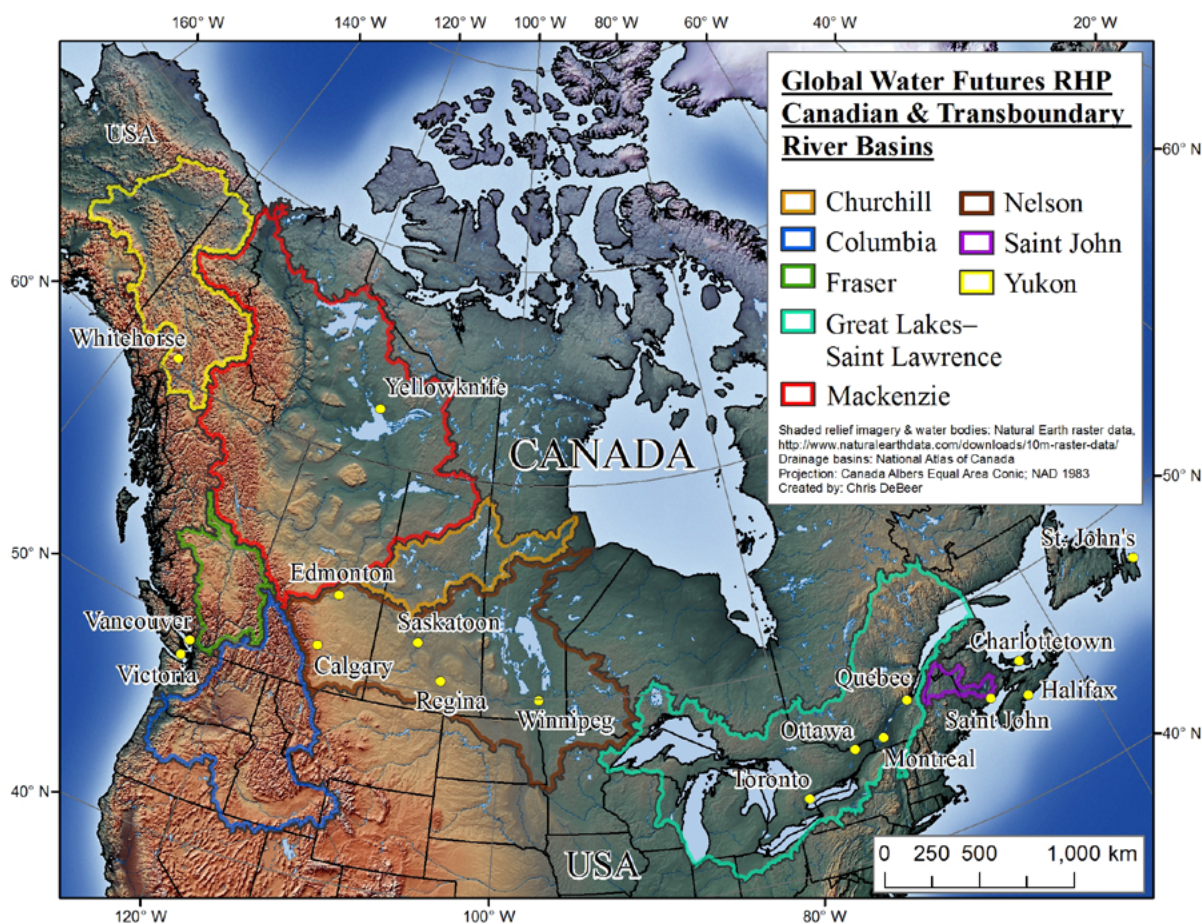 160° W
140° W
120° W
100° W
80° W
60° W
40° W
20° W
USA
60° N
50° N
40° N
Whitehorse
Yellowknife
CANADA
Edmonton
Vancouver
Victoria
Calgary
Saskatoon
Regina
Winnipeg
Toronto
Ottawa
Montreal
Québec
Saint John
Halifax
Charlottetown
St. John's
USA
Global Water Futures RHP
Canadian & Transboundary
River Basins
Churchill
Columbia
Fraser
Great Lakes–
Saint Lawrence
Mackenzie
Nelson
Saint John
Yukon
Shaded relief imagery & water bodies: Natural Earth raster data,
http://www.naturalearthdata.com/downloads/10m-raster-data/
Drainage basins: National Atlas of Canada
Projection: Canada Albers Equal Area Conic; NAD 1983
Created by: Chris DeBeer
60° N
50° N
40° N
0 250 500 1,000 km
120° W
100° W
80° W